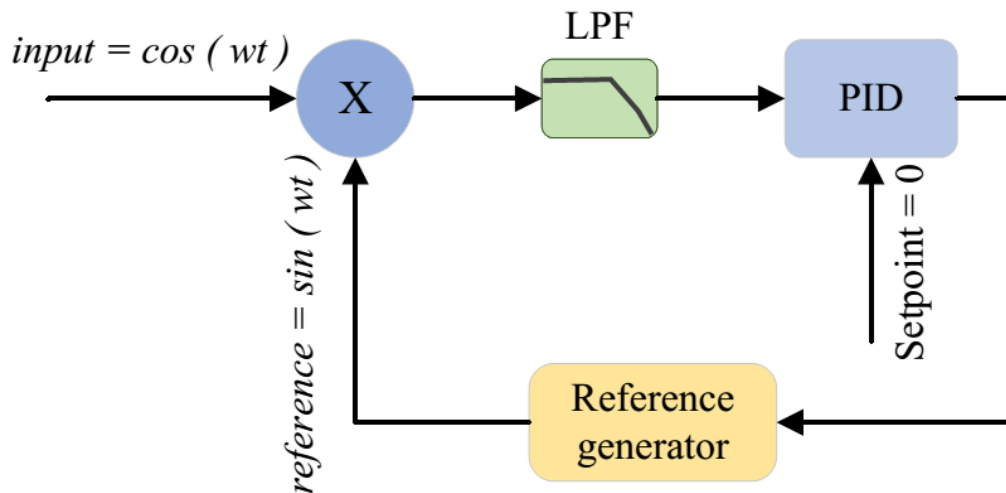 LPF
input = cos ( wt )
X
PID
reference = sin ( wt )
Setpoint = 0
Reference
generator